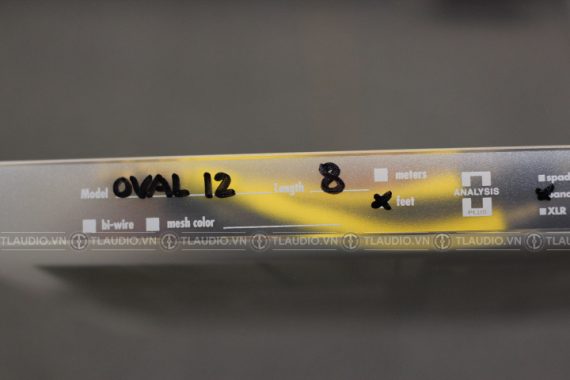 Model OVAL 12 Length 8 meters
x feet
bi-wire mesh color
ANALYSIS
PLUS
XLR
TLAUDIO.VN TLAUDIO.VN TLAUDIO.VN TLAUDIO.VN TLAUDIO.VN TLAUDIO.VN TLAUDIO.VN